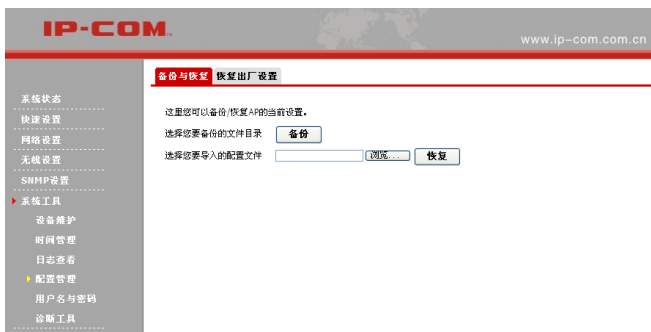 IP-COM
www.ip-com.com.cn
备份与恢复 恢复出厂设置
系统状态
快速设置
网络设置
无线设置
SNMP设置
系统工具
设备维护
时间管理
日志查看
配置管理
用户名与密码
诊断工具
这里您可以备份/恢复AP的当前设置。
选择您要备份的文件目录 备份
选择您要导入的配置文件 浏览... 恢复